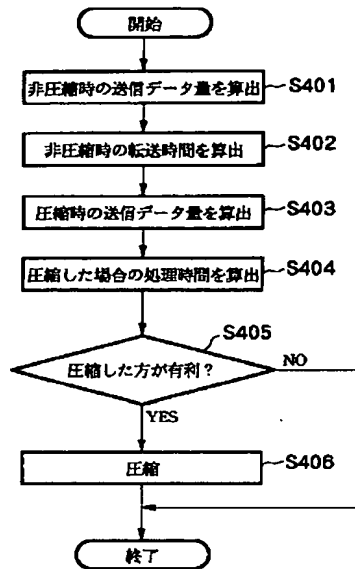 開始
非圧縮時の送信データ量を算出 S401
非圧縮時の転送時間を算出 S402
圧縮時の送信データ量を算出 S403
圧縮した場合の処理時間を算出 S404
S405
圧縮した方が有利？ NO
YES
圧縮 S406
終了